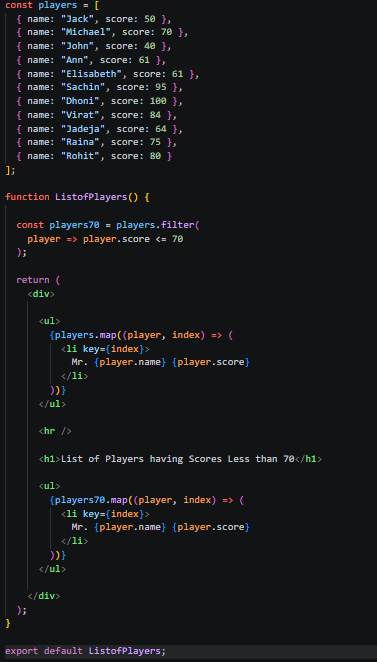 const players = [
  { name: "Jack", score: 50 },
  { name: "Michael", score: 70 },
  { name: "John", score: 40 },
  { name: "Ann", score: 61 },
  { name: "Elisabeth", score: 61 },
  { name: "Sachin", score: 95 },
  { name: "Dhoni", score: 100 },
  { name: "Virat", score: 84 },
  { name: "Jadeja", score: 64 },
  { name: "Raina", score: 75 },
  { name: "Rohit", score: 80 }
];
function ListofPlayers() {
  const players70 = players.filter(
    player => player.score <= 70
  );
  return (
    <div>
      <ul>
        {players.map((player, index) => (
          <li key={index}>
            Mr. {player.name} {player.score}
          </li>
        ))}
      </ul>
      <hr />
      <h1>List of Players having Scores Less than 70</h1>
      <ul>
        {players70.map((player, index) => (
          <li key={index}>
            Mr. {player.name} {player.score}
          </li>
        ))}
      </ul>
    </div>
  );
}
export default ListofPlayers;